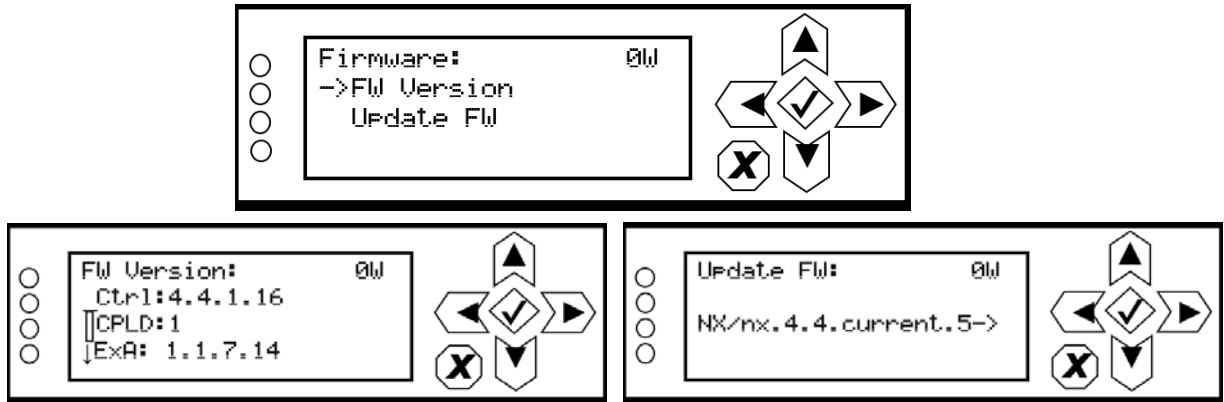 Firmware: 0W
->FW Version
Update FW
X
FW Version: 0W
Ctrl:4.4.1.16
CPLD:1
↓ExA: 1.1.7.14
X
Update FW: 0W
NX/nx.4.4.current.5->
X